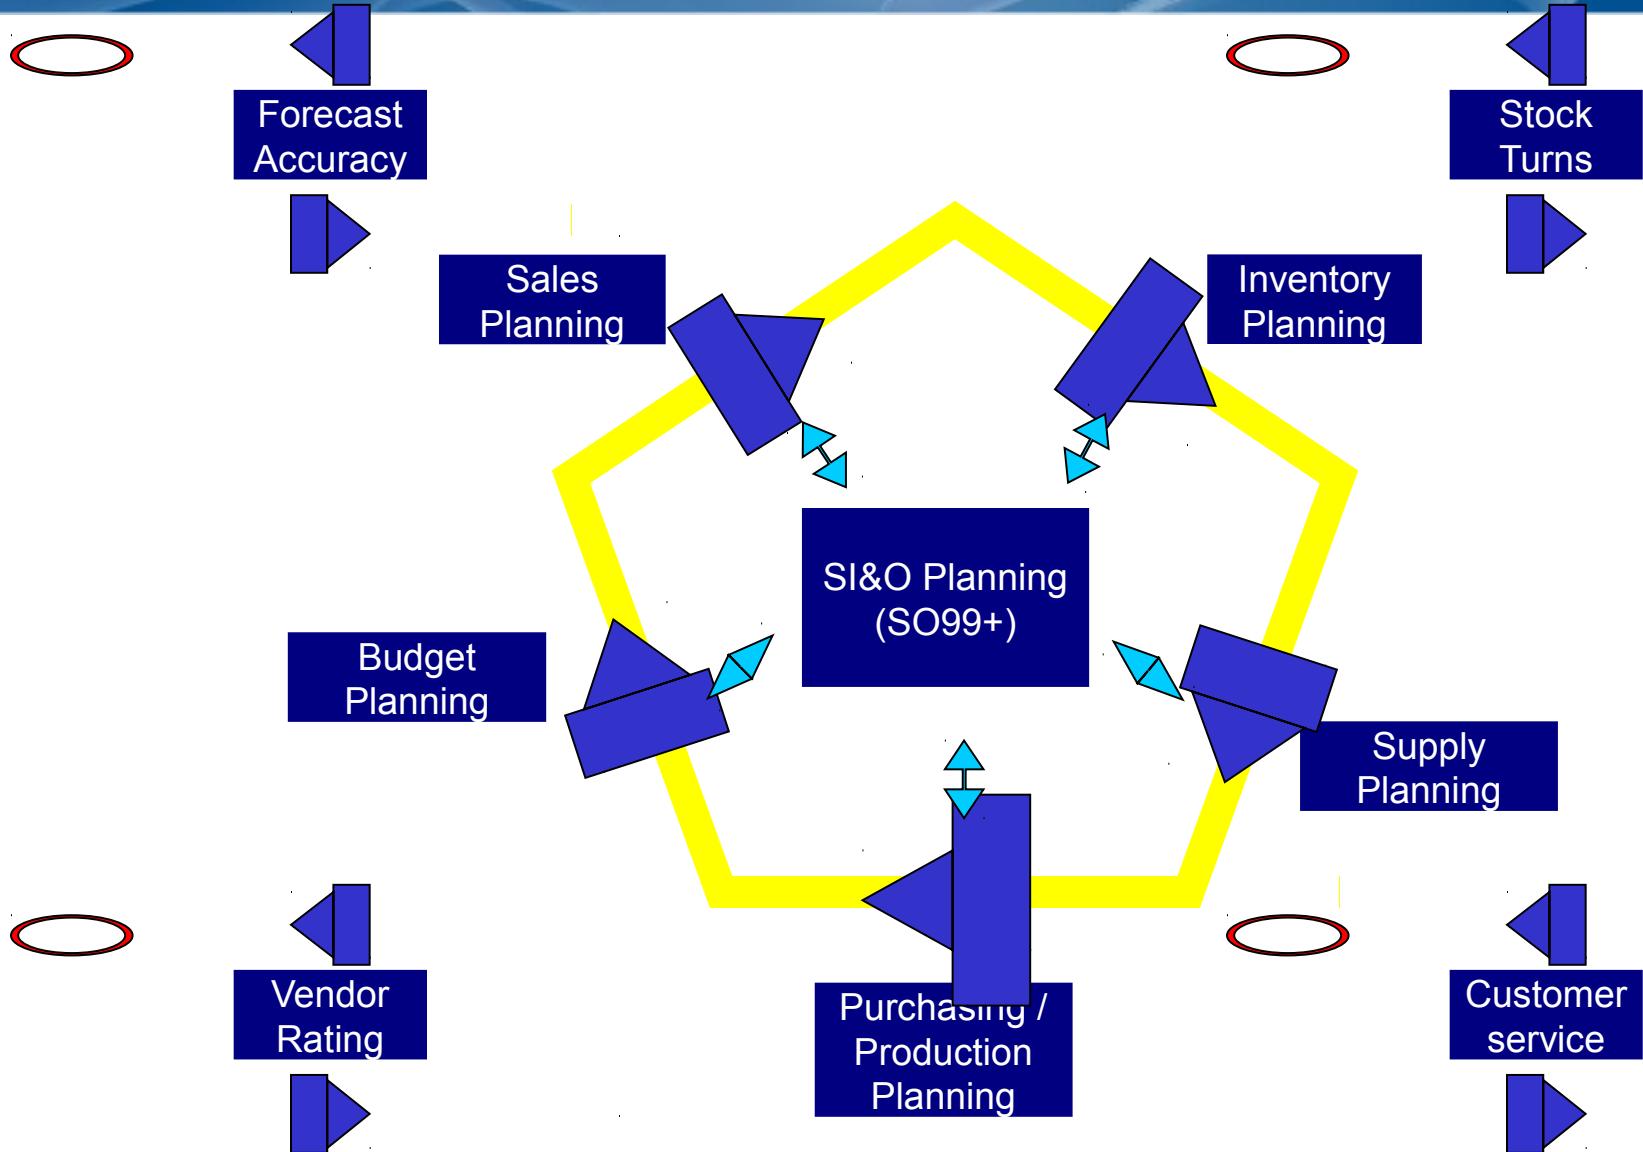 Forecast
Accuracy
Stock
Turns
Sales
Planning
Inventory
Planning
SI&O Planning
(SO99+)
Budget
Planning
Supply
Planning
Vendor
Rating
Purchasing /
Production
Planning
Customer
service